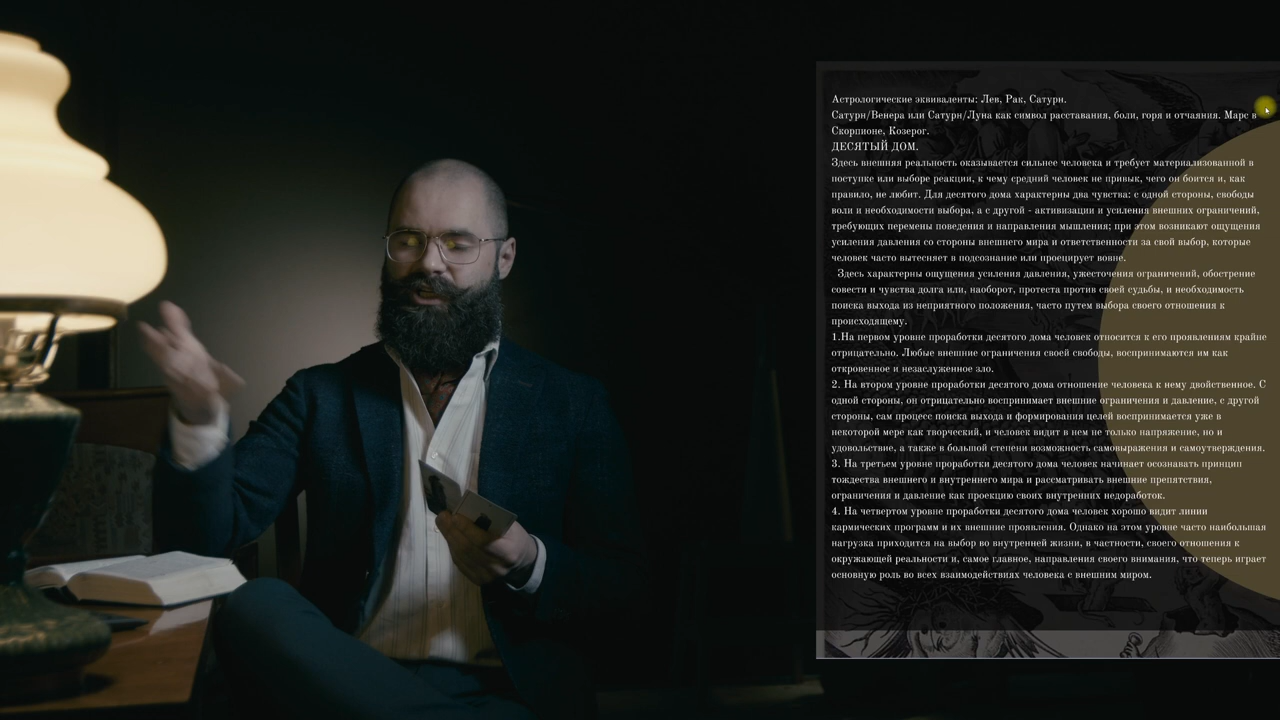 Астрологические эквиваленты: Лев, Рак, Сатурн.
Сатурн/Венера или Сатурн/Луна как символ расставания, боли, горя и отчаяния. Марс в
Скорпионе, Козерог.
ДЕСЯТЫЙ ДОМ.
Здесь внешняя реальность оказывается сильнее человека и требует материализованной в
поступке или выборе реакции, к чему средний человек не привык, чего он боится и, как
правило, не любит. Для десятого дома характерны два чувства: с одной стороны, свободы
воли и необходимости выбора, а с другой - активизации и усиления внешних ограничений,
требующих перемены поведения и направления мышления; при этом возникают ощущения
усиления давления со стороны внешнего мира и ответственности за свой выбор, которые
человек часто вытесняет в подсознание или проецирует вовне.
Здесь характерны ощущения усиления давления, ужесточения ограничений, обострение
совести и чувства долга или, наоборот, протеста против своей судьбы, и необходимость
поиска выхода из неприятного положения, часто путем выбора своего отношения к
происходящему.
1.На первом уровне проработки десятого дома человек относится к его проявлениям крайне
отрицательно. Любые внешние ограничения своей свободы, воспринимаются им как
откровенное и незаслуженное зло.
2. На втором уровне проработки десятого дома отношение человека к нему двойственное. С
одной стороны, он отрицательно воспринимает внешние ограничения и давление, с другой
стороны, сам процесс поиска выхода и формирования целей воспринимается уже в
некоторой мере как творческий, и человек видит в нем не только напряжение, но и
удовольствие, а также в большой степени возможность самовыражения и самоутверждения.
3. На третьем уровне проработки десятого дома человек начинает осознавать принцип
тождества внешнего и внутреннего мира и рассматривать внешние препятствия,
ограничения и давление как проекцию своих внутренних недоработок.
4. На четвертом уровне проработки десятого дома человек хорошо видит линии
кармических программ и их внешние проявления. Однако на этом уровне часто наибольшая
нагрузка приходится на выбор во внутренней жизни, в частности, своего отношения к
окружающей реальности и, самое главное, направления своего внимания, что теперь играет
основную роль во всех взаимодействиях человека с внешним миром.